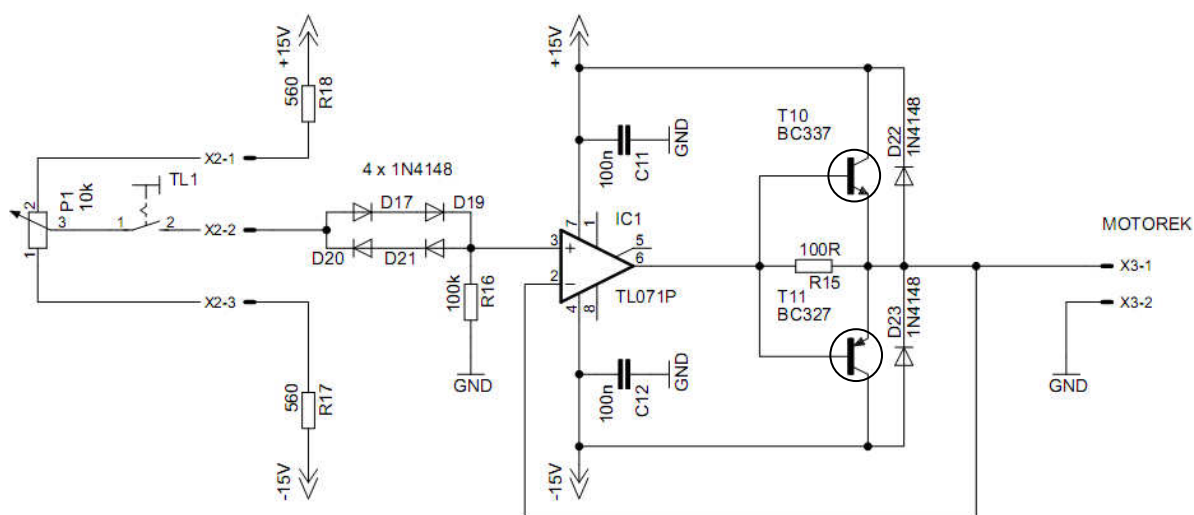 +15V
560
R18
X2-1
TL1
P1
10k
2
3
1
1
2
X2-2
X2-3
560
R17
-15V
4 x 1N4148
D17
D19
D20
D21
100k
R16
GND
+15V
100n
C11
GND
7
1
IC1
3
+
5
6
2
-
TL071P
4
8
100n
C12
GND
-15V
T10
BC337
D22
1N4148
100R
R15
T11
BC327
D23
1N4148
MOTOREK
X3-1
X3-2
GND